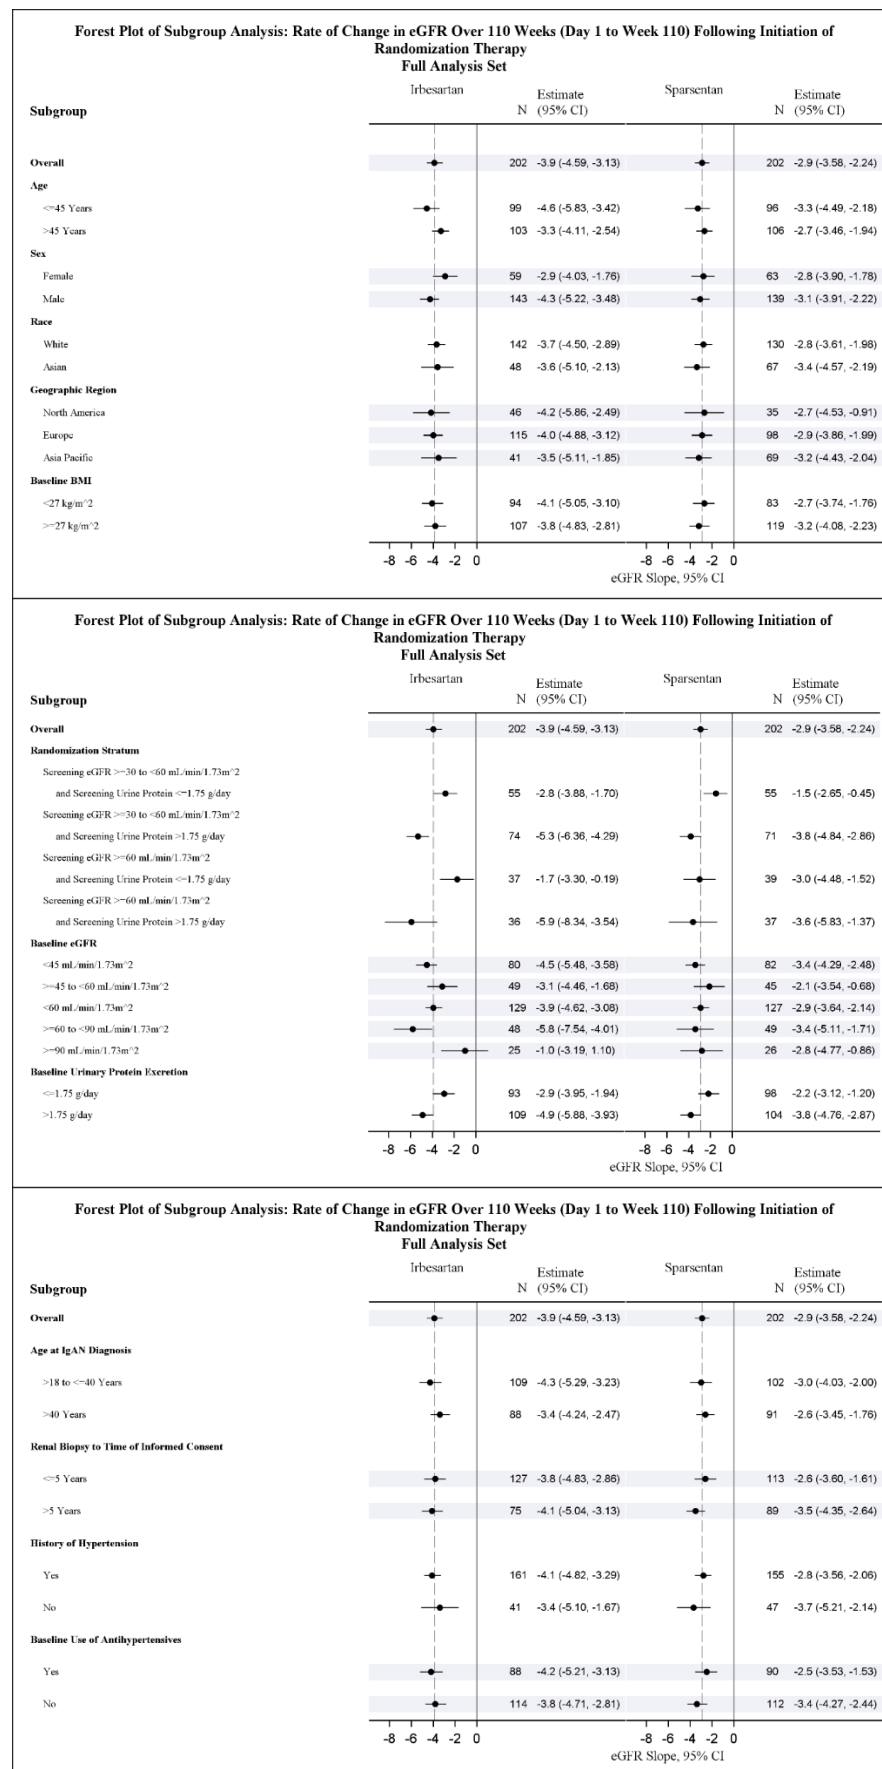 Forest Plot of Subgroup Analysis: Rate of Change in eGFR Over 110 Weeks (Day 1 to Week 110) Following Initiation of
Randomization Therapy
Full Analysis Set
Irbesartan Sparsentan
Estimate Estimate
Subgroup N (95% CI) N (95% CI)
Overall 202 -3.9 (-4.59, -3.13) 202 -2.9 (-3.58, -2.24)
Age
<=45 Years 99 -4.6 (-5.83, -3.42) 96 -3.3 (-4.49, -2.18)
>45 Years 103 -3.3 (-4.11, -2.54) 106 -2.7 (-3.46, -1.94)
Sex
Female 59 -2.9 (-4.03, -1.76) 63 -2.8 (-3.90, -1.78)
Male 143 -4.3 (-5.22, -3.48) 139 -3.1 (-3.91, -2.22)
Race
White 142 -3.7 (-4.50, -2.89) 130 -2.8 (-3.61, -1.98)
Asian 48 -3.6 (-5.10, -2.13) 67 -3.4 (-4.57, -2.19)
Geographic Region
North America 46 -4.2 (-5.86, -2.49) 35 -2.7 (-4.53, -0.91)
Europe 115 -4.0 (-4.88, -3.12) 98 -2.9 (-3.86, -1.99)
Asia Pacific 41 -3.5 (-5.11, -1.85) 69 -3.2 (-4.43, -2.04)
Baseline BMI
<27 kg/m^2 94 -4.1 (-5.05, -3.10) 83 -2.7 (-3.74, -1.76)
>=27 kg/m^2 107 -3.8 (-4.83, -2.81) 119 -3.2 (-4.08, -2.23)
-8 -6 -4 -2 0 -8 -6 -4 -2 0
eGFR Slope, 95% CI
Forest Plot of Subgroup Analysis: Rate of Change in eGFR Over 110 Weeks (Day 1 to Week 110) Following Initiation of
Randomization Therapy
Full Analysis Set
Irbesartan Sparsentan
Estimate Estimate
Subgroup N (95% CI) N (95% CI)
Overall 202 -3.9 (-4.59, -3.13) 202 -2.9 (-3.58, -2.24)
Randomization Stratum
Screening eGFR >=30 to <60 mL/min/1.73m^2
and Screening Urine Protein <=1.75 g/day 55 -2.8 (-3.88, -1.70) 55 -1.5 (-2.65, -0.45)
Screening eGFR >=30 to <60 mL/min/1.73m^2
and Screening Urine Protein >1.75 g/day 74 -5.3 (-6.36, -4.29) 71 -3.8 (-4.84, -2.86)
Screening eGFR >=60 mL/min/1.73m^2
and Screening Urine Protein <=1.75 g/day 37 -1.7 (-3.30, -0.19) 39 -3.0 (-4.48, -1.52)
Screening eGFR >=60 mL/min/1.73m^2
and Screening Urine Protein >1.75 g/day 36 -5.9 (-8.34, -3.54) 37 -3.6 (-5.83, -1.37)
Baseline eGFR
<45 mL/min/1.73m^2 80 -4.5 (-5.48, -3.58) 82 -3.4 (-4.29, -2.48)
>=45 to <60 mL/min/1.73m^2 49 -3.1 (-4.46, -1.68) 45 -2.1 (-3.54, -0.68)
<60 mL/min/1.73m^2 129 -3.9 (-4.62, -3.08) 127 -2.9 (-3.64, -2.14)
>=60 to <90 mL/min/1.73m^2 48 -5.8 (-7.54, -4.01) 49 -3.4 (-5.11, -1.71)
>=90 mL/min/1.73m^2 25 -1.0 (-3.19, 1.10) 26 -2.8 (-4.77, -0.86)
Baseline Urinary Protein Excretion
<=1.75 g/day 93 -2.9 (-3.95, -1.94) 98 -2.2 (-3.12, -1.20)
>1.75 g/day 109 -4.9 (-5.88, -3.93) 104 -3.8 (-4.76, -2.87)
-8 -6 -4 -2 0 -8 -6 -4 -2 0
eGFR Slope, 95% CI
Forest Plot of Subgroup Analysis: Rate of Change in eGFR Over 110 Weeks (Day 1 to Week 110) Following Initiation of
Randomization Therapy
Full Analysis Set
Irbesartan Sparsentan
Estimate Estimate
Subgroup N (95% CI) N (95% CI)
Overall 202 -3.9 (-4.59, -3.13) 202 -2.9 (-3.58, -2.24)
Age at IgAN Diagnosis
>18 to <=40 Years 109 -4.3 (-5.29, -3.23) 102 -3.0 (-4.03, -2.00)
>40 Years 88 -3.4 (-4.24, -2.47) 91 -2.6 (-3.45, -1.76)
Renal Biopsy to Time of Informed Consent
<=5 Years 127 -3.8 (-4.83, -2.86) 113 -2.6 (-3.60, -1.61)
>5 Years 75 -4.1 (-5.04, -3.13) 89 -3.5 (-4.35, -2.64)
History of Hypertension
Yes 161 -4.1 (-4.82, -3.29) 155 -2.8 (-3.56, -2.06)
No 41 -3.4 (-5.10, -1.67) 47 -3.7 (-5.21, -2.14)
Baseline Use of Antihypertensives
Yes 88 -4.2 (-5.21, -3.13) 90 -2.5 (-3.53, -1.53)
No 114 -3.8 (-4.71, -2.81) 112 -3.4 (-4.27, -2.44)
-8 -6 -4 -2 0 -8 -6 -4 -2 0
eGFR Slope, 95% CI